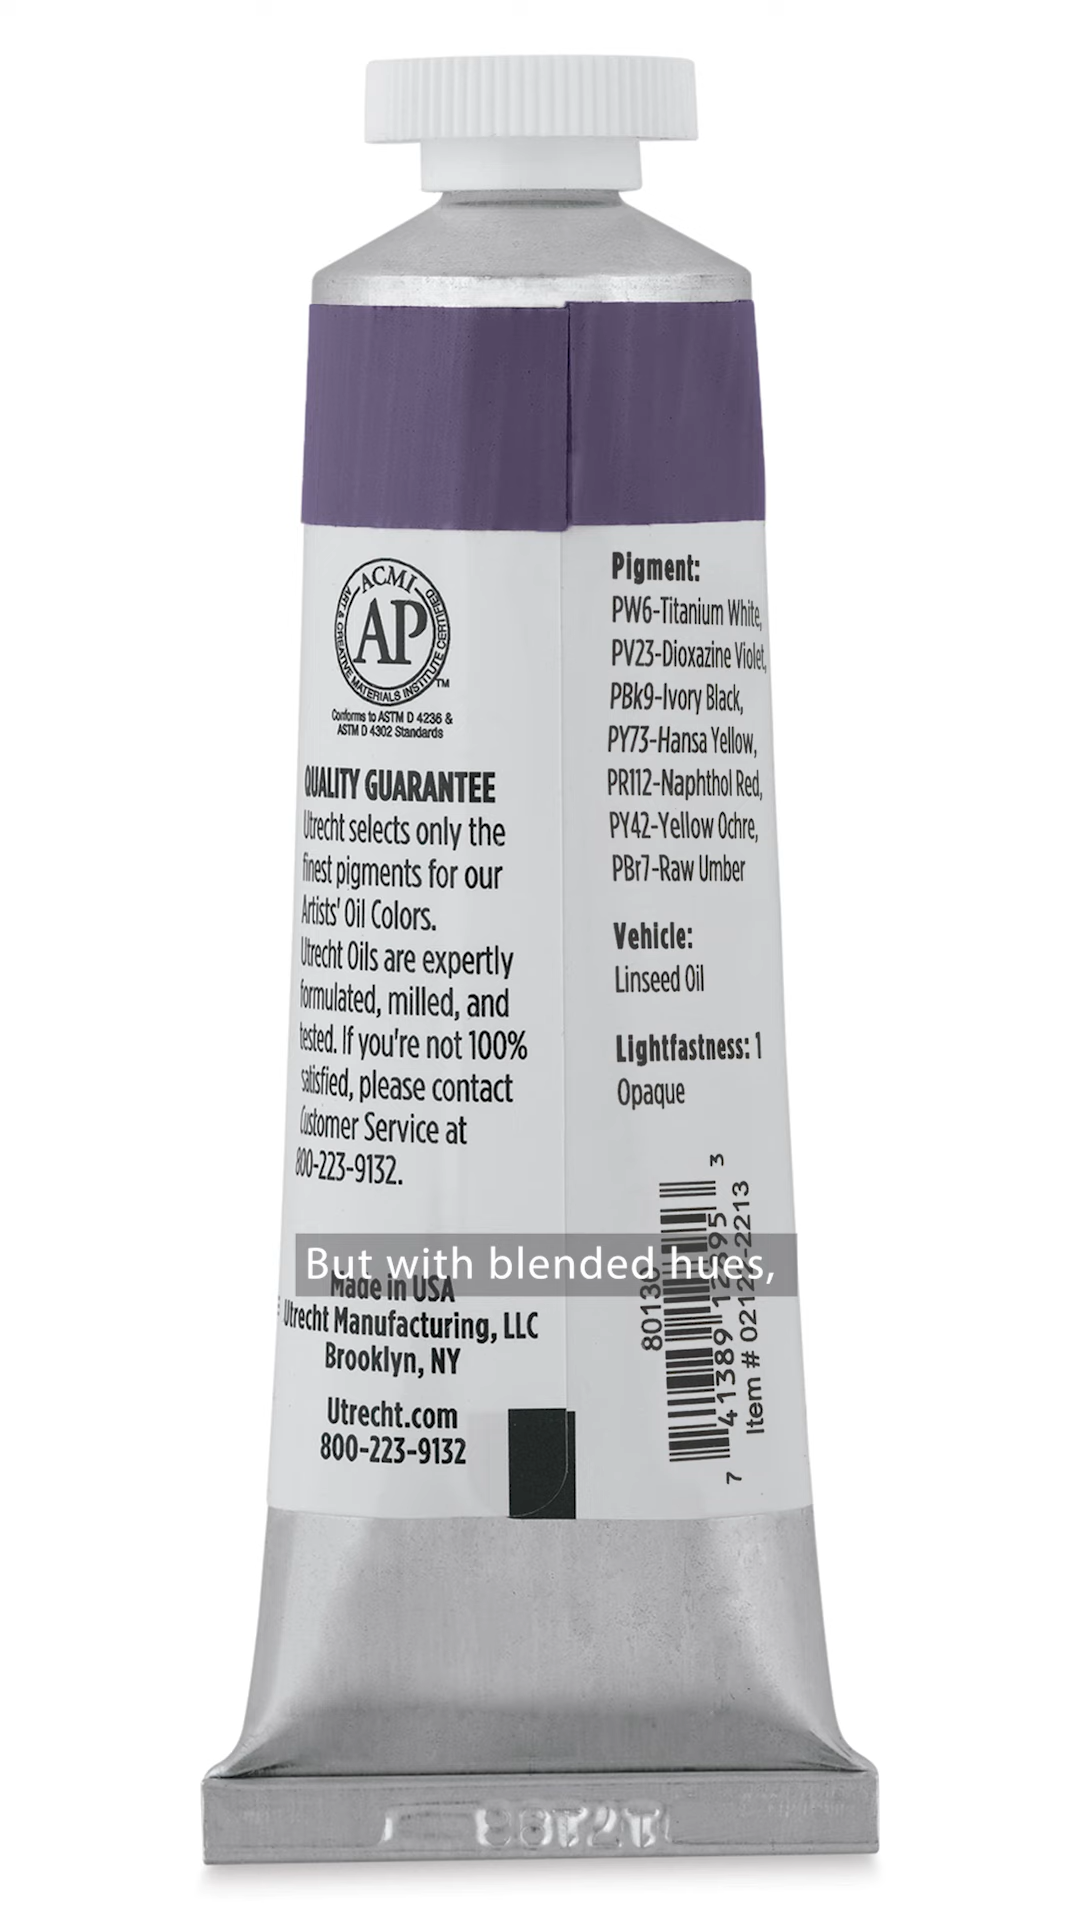 ACMI
ART & CREATIVE MATERIALS INSTITUTE CERTIFIED
AP
TM
Conforms to ASTM D 4236 &
ASTM D 4302 Standards
QUALITY GUARANTEE
Utrecht selects only the
finest pigments for our
Artists' Oil Colors.
Utrecht Oils are expertly
formulated, milled, and
tested. If you're not 100%
satisfied, please contact
Customer Service at
800-223-9132.
Made in USA
Utrecht Manufacturing, LLC
Brooklyn, NY
Utrecht.com
800-223-9132
Pigment:
PW6-Titanium White,
PV23-Dioxazine Violet,
PBk9-Ivory Black,
PY73-Hansa Yellow,
PR112-Naphthol Red,
PY42-Yellow Ochre,
PBr7-Raw Umber
Vehicle:
Linseed Oil
Lightfastness: 1
Opaque
But with blended hues,